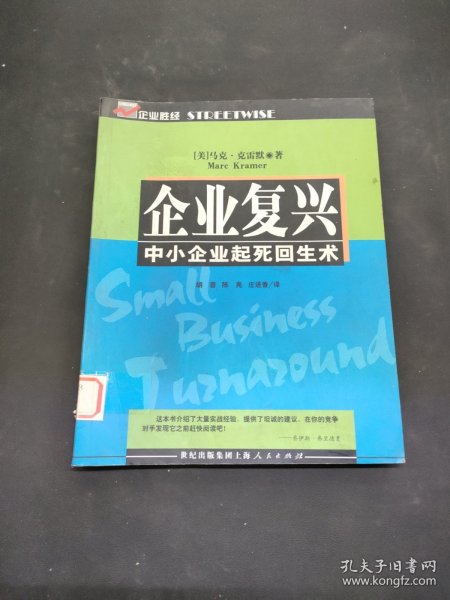 企业胜经 STREETWISE
[美]马克·克雷默◉著
Marc Kramer
企业复兴
中小企业起死回生术
陈亮 庄进香/译
Small
Business
Turnaround
这本书介绍了大量实战经验，提供了坦诚的建议，在你的竞争
对手发现它之前赶快阅读吧！
世纪出版集团 上海人民出版社
孔夫子旧书网
www.kongfz.com